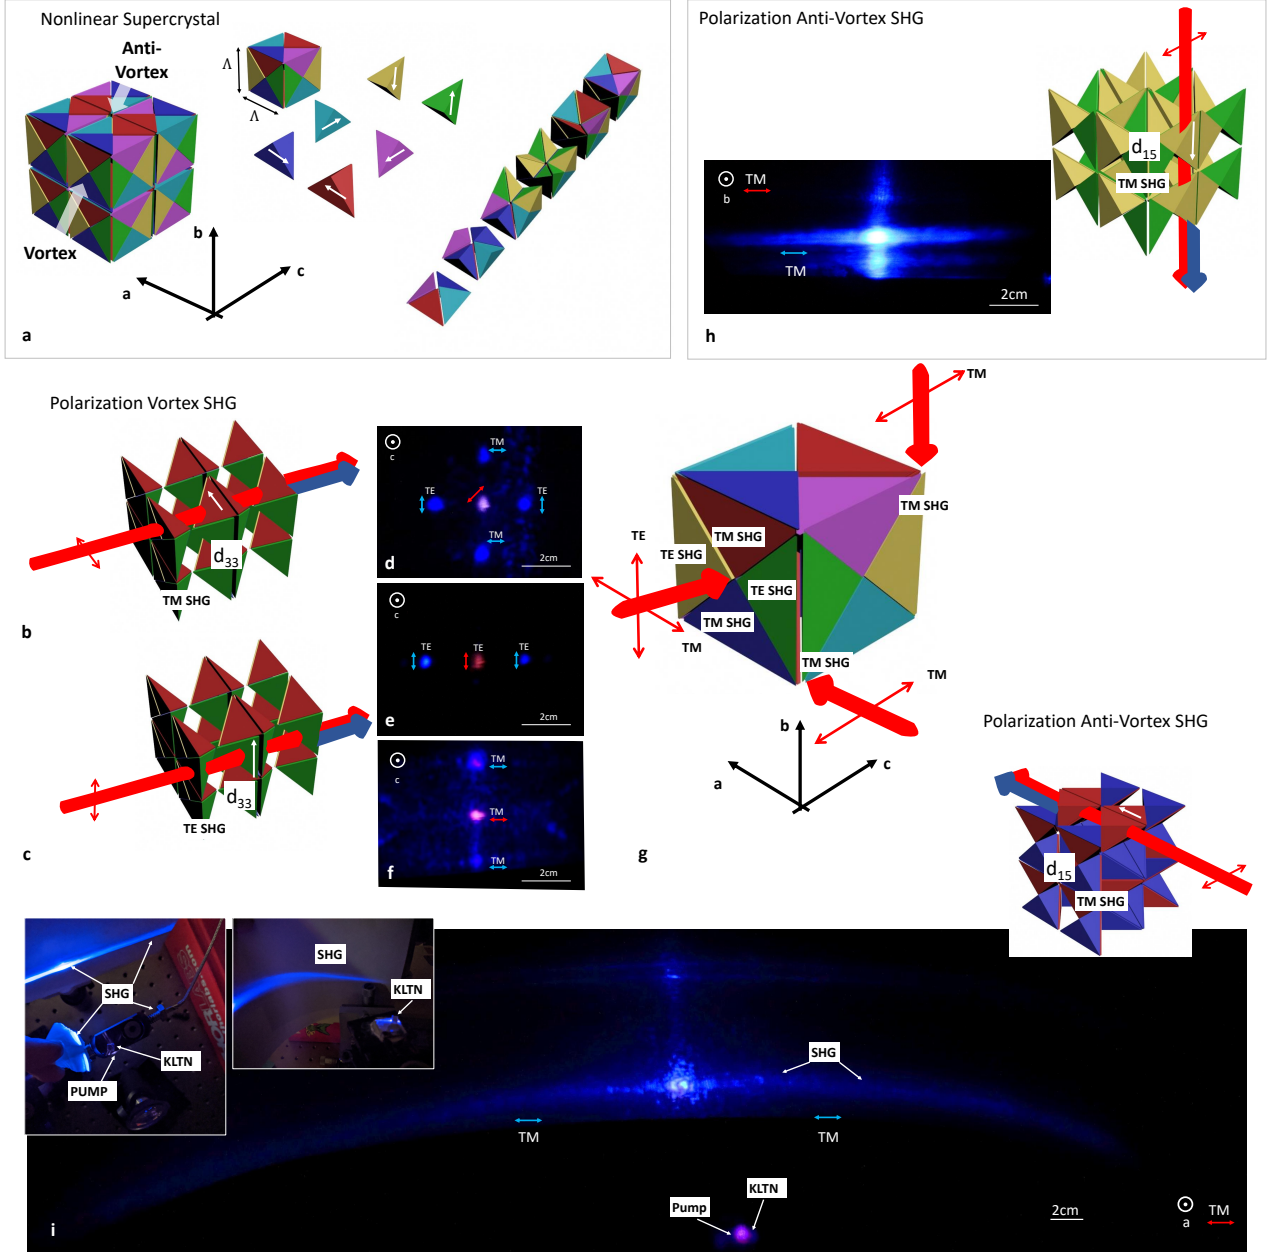 Nonlinear Supercrystal
Anti-
Vortex
Λ
Λ
Vortex
b
c
a
a
Polarization Anti-Vortex SHG
d15
TM SHG
b
TM
TM
2cm
h
Polarization Vortex SHG
d33
TM SHG
b
d33
TE SHG
c
c
TM
TE
TE
TM
2cm
d
c
TE
TE
TE
2cm
e
c
TM
TM
TM
2cm
f
TM
TM SHG
TM SHG
TE
TE SHG
TE SHG
TM SHG
TM
TM SHG
TM
b
a
c
g
Polarization Anti-Vortex SHG
d15
TM SHG
SHG
KLTN
PUMP
SHG
KLTN
SHG
TM
TM
Pump
KLTN
2cm
a
TM
i